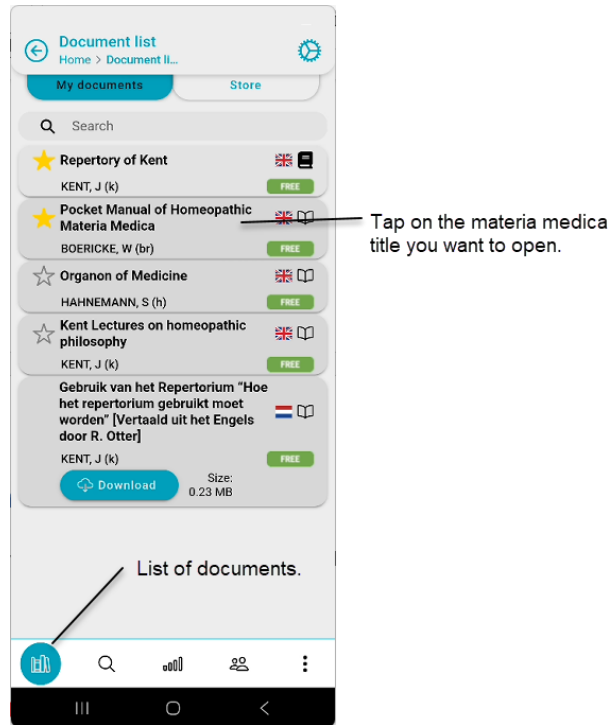 Document list
Home > Document li...
My documents
Store
Search
Repertory of Kent
KENT, J (k)
FREE
Pocket Manual of Homeopathic
Materia Medica
BOERICKE, W (br)
FREE
Tap on the materia medica
title you want to open.
Organon of Medicine
HAHNEMANN, S (h)
FREE
Kent Lectures on homeopathic
philosophy
KENT, J (k)
FREE
Gebruik van het Repertorium "Hoe
het repertorium gebruikt moet
worden" [Vertaald uit het Engels
door R. Otter]
KENT, J (k)
FREE
Download
Size:
0.23 MB
List of documents.